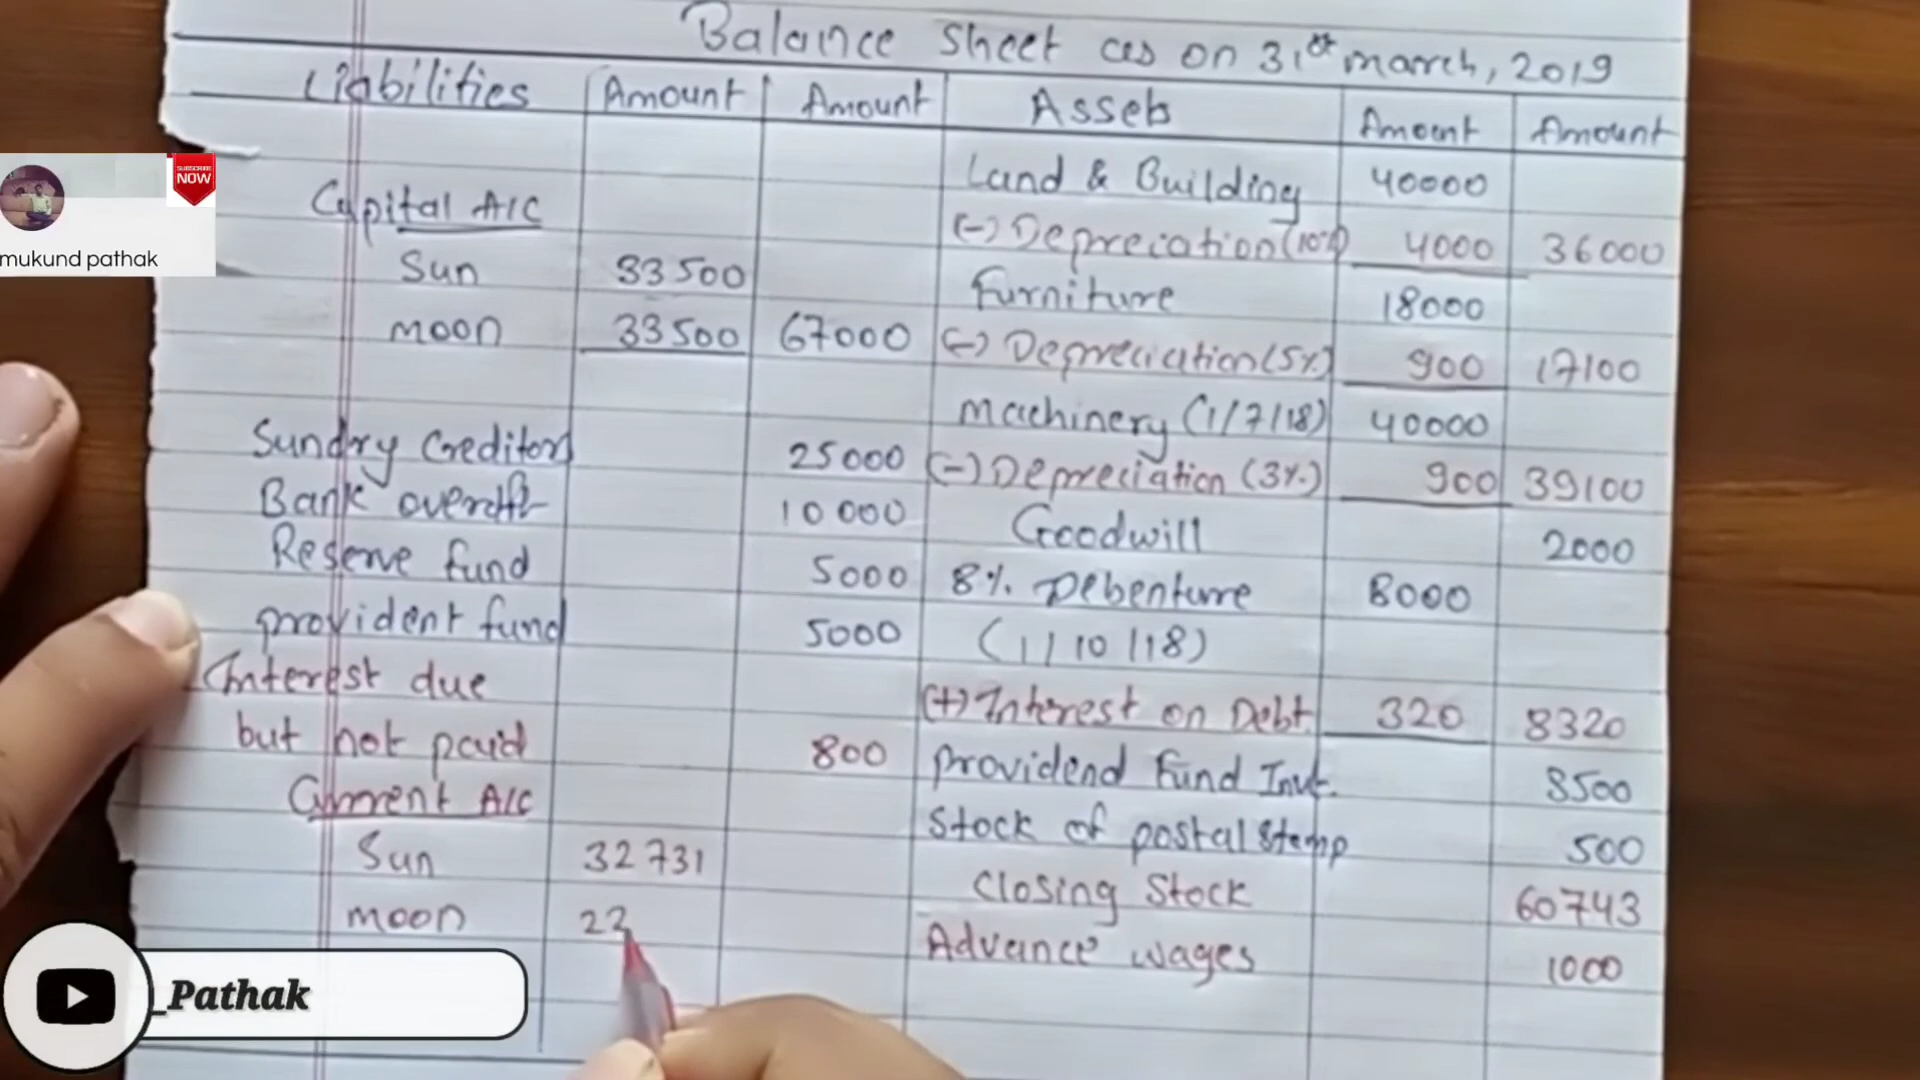 Balance Sheet as on 31st march, 2019
Liabilities Amount Amount Assets Amount Amount
Land & Building 40000
Capital A/C (-) Depreciation (10%) 4000 36000
Sun 33500 Furniture 18000
moon 33500 67000 (-) Depreciation (5%) 900 17100
Machinery (1/7/18) 40000
Sundry Creditors 25000 (-) Depreciation (3%) 900 39100
Bank overdft 10000 Goodwill 2000
Reserve fund 5000 8% Debenture 8000
provident fund 5000 (1/10/18)
Interest due (+) Interest on Debt. 320 8320
but not paid 800 providend Fund Invt. 8500
Current A/C Stock of postal Stamp 500
Sun 32731 Closing Stock 60743
moon 22 Advance wages 1000
SUBSCRIBE
NOW
mukund pathak
_Pathak